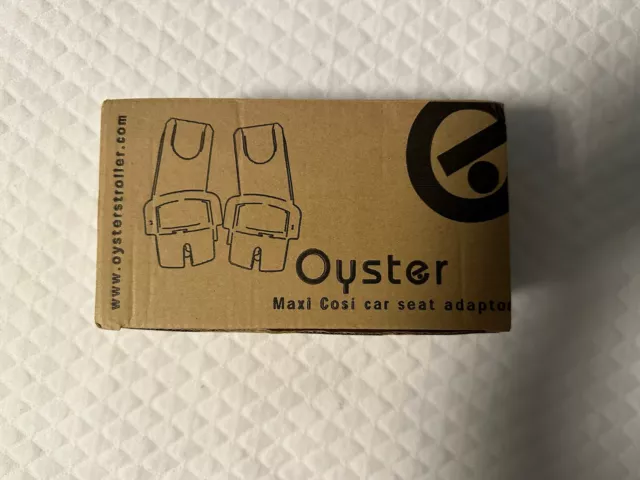 www.oysterstroller.com
Oyster
Maxi Cosi car seat adaptor